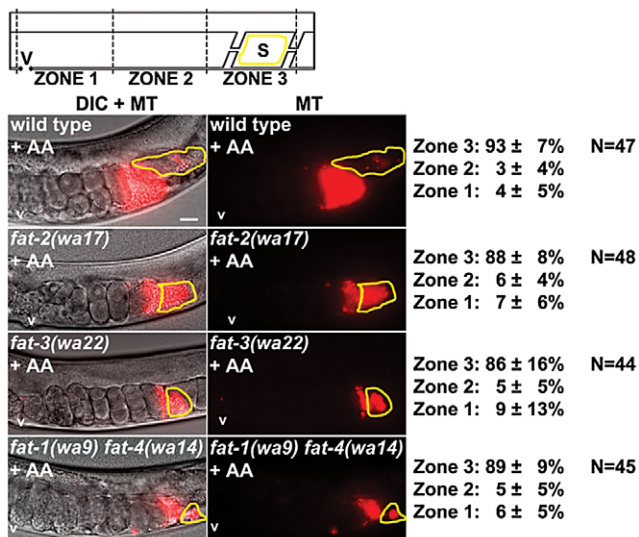 V S
ZONE 1 ZONE 2 ZONE 3
DIC + MT MT
wild type
+ AA
v
wild type
+ AA
v
Zone 3: 93 ± 7% N=47
Zone 2: 3 ± 4%
Zone 1: 4 ± 5%
fat-2(wa17)
+ AA
v
fat-2(wa17)
+ AA
v
Zone 3: 88 ± 8% N=48
Zone 2: 6 ± 4%
Zone 1: 7 ± 6%
fat-3(wa22)
+ AA
v
fat-3(wa22)
+ AA
v
Zone 3: 86 ± 16% N=44
Zone 2: 5 ± 5%
Zone 1: 9 ± 13%
fat-1(wa9) fat-4(wa14)
+ AA
v
fat-1(wa9) fat-4(wa14)
+ AA
v
Zone 3: 89 ± 9% N=45
Zone 2: 5 ± 5%
Zone 1: 6 ± 5%